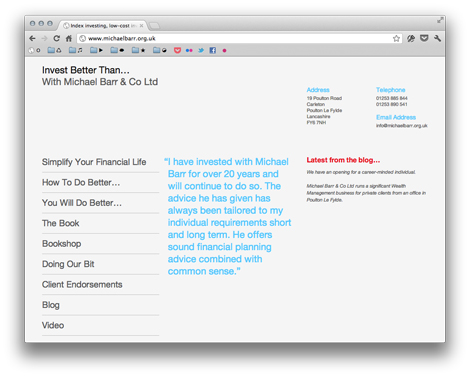 Index investing, low-cost in
www.michaelbarr.org.uk
Invest Better Than...
With Michael Barr & Co Ltd
Address
19 Poulton Road
Carleton
Poulton Le Fylde
Lancashire
FY6 7NH
Telephone
01253 885 844
01253 890 541
Email Address
info@michaelbarr.org.uk
Simplify Your Financial Life
How To Do Better...
You Will Do Better...
The Book
Bookshop
Doing Our Bit
Client Endorsements
Blog
Video
“I have invested with Michael
Barr for over 20 years and
will continue to do so. The
advice he has given has
always been tailored to my
individual requirements short
and long term. He offers
sound financial planning
advice combined with
common sense.”
Latest from the blog...
We have an opening for a career-minded individual.
Michael Barr & Co Ltd runs a significant Wealth
Management business for private clients from an office in
Poulton Le Fylde.